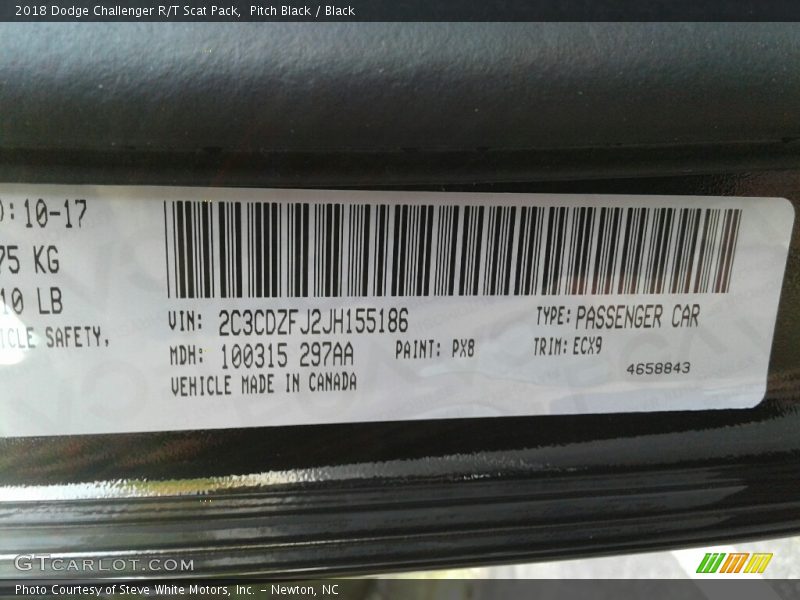 2018 Dodge Challenger R/T Scat Pack, Pitch Black / Black
: 10-17
75 KG
10 LB
ICLE SAFETY,
VIN: 2C3CDZFJ2JH155186
TYPE: PASSENGER CAR
MDH: 100315 297AA
PAINT: PX8
TRIM: ECX9
VEHICLE MADE IN CANADA
4658843
GTCARLOT.COM
Photo Courtesy of Steve White Motors, Inc. – Newton, NC